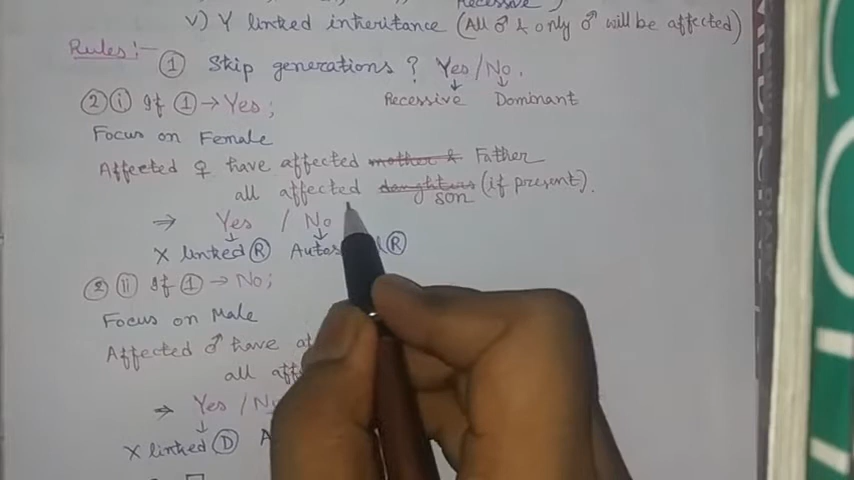 Recessive)
v) Y linked inheritance (All ♂ & only ♂ will be affected)
Rules:-
① Skip generations? Yes/No.
Recessive Dominant
② ⓘ If ① → Yes;
Focus on Female
Affected ♀ have affected mother & Father
all affected daughters son (if present).
⇒ Yes / No
X linked Ⓡ Ⓡ
② ⓘⓘ If ① → No;
Focus on Male
Affected ♂ have
all
⇒ Yes / No
X linked Ⓓ A